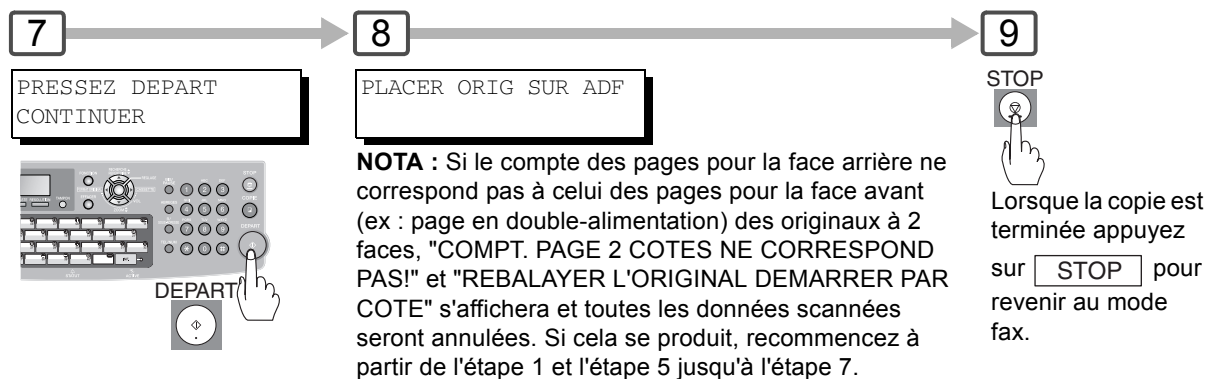 7
8
9
PRESSEZ DEPART
CONTINUER
DEPART
PLACER ORIG SUR ADF
NOTA : Si le compte des pages pour la face arrière ne
correspond pas à celui des pages pour la face avant
(ex : page en double-alimentation) des originaux à 2
faces, "COMPT. PAGE 2 COTES NE CORRESPOND
PAS!" et "REBALAYER L'ORIGINAL DEMARRER PAR
COTE" s'affichera et toutes les données scannées
seront annulées. Si cela se produit, recommencez à
partir de l'étape 1 et l'étape 5 jusqu'à l'étape 7.
STOP
Lorsque la copie est
terminée appuyez
sur STOP pour
revenir au mode
fax.